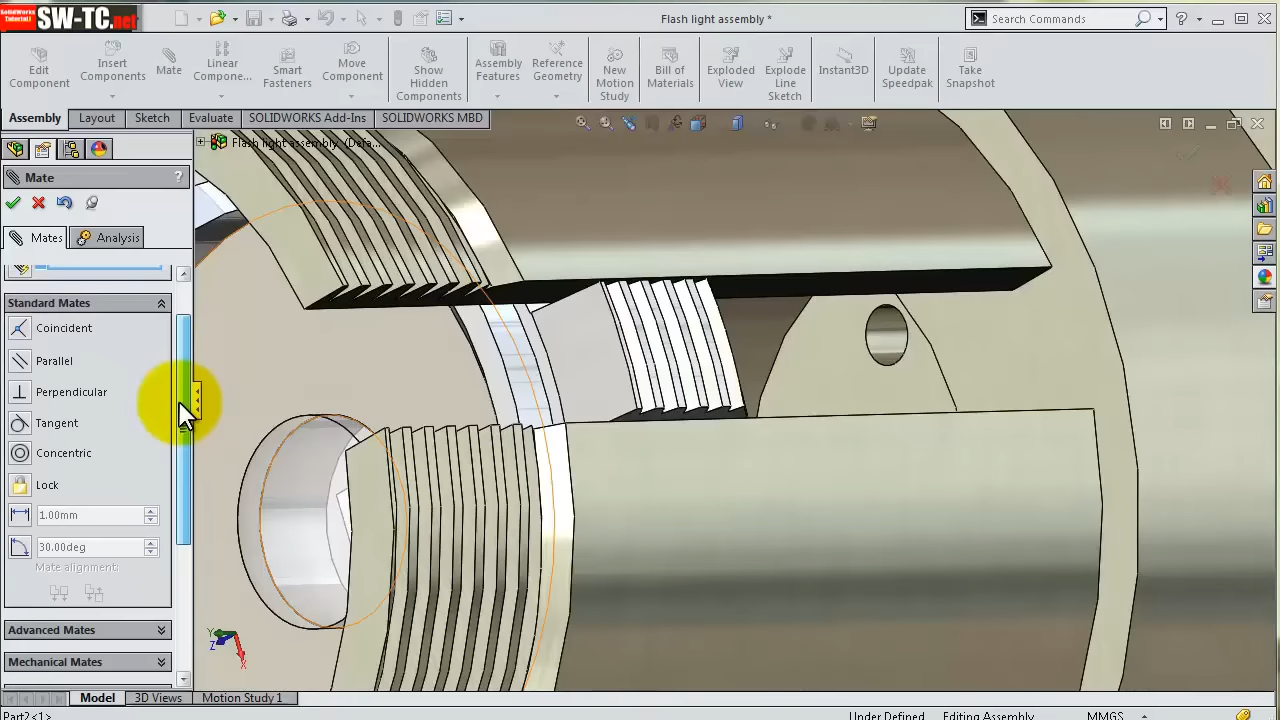 SolidWorks
Tutorials
SW-TC.net
Flash light assembly *
Search Commands
Edit
Component
Insert
Components
Mate
Linear
Compone...
Smart
Fasteners
Move
Component
Show
Hidden
Components
Assembly
Features
Reference
Geometry
New
Motion
Study
Bill of
Materials
Exploded
View
Explode
Line
Sketch
Instant3D
Update
Speedpak
Take
Snapshot
Assembly
Layout
Sketch
Evaluate
SOLIDWORKS Add-Ins
SOLIDWORKS MBD
Flash light assembly (Defa...
Mate
?
Mates
Analysis
Standard Mates
Coincident
Parallel
Perpendicular
Tangent
Concentric
Lock
1.00mm
30.00deg
Mate alignment:
Advanced Mates
Mechanical Mates
Y
Z
X
Model
3D Views
Motion Study 1
Part2<1>
Under Defined
Editing Assembly
MMGS